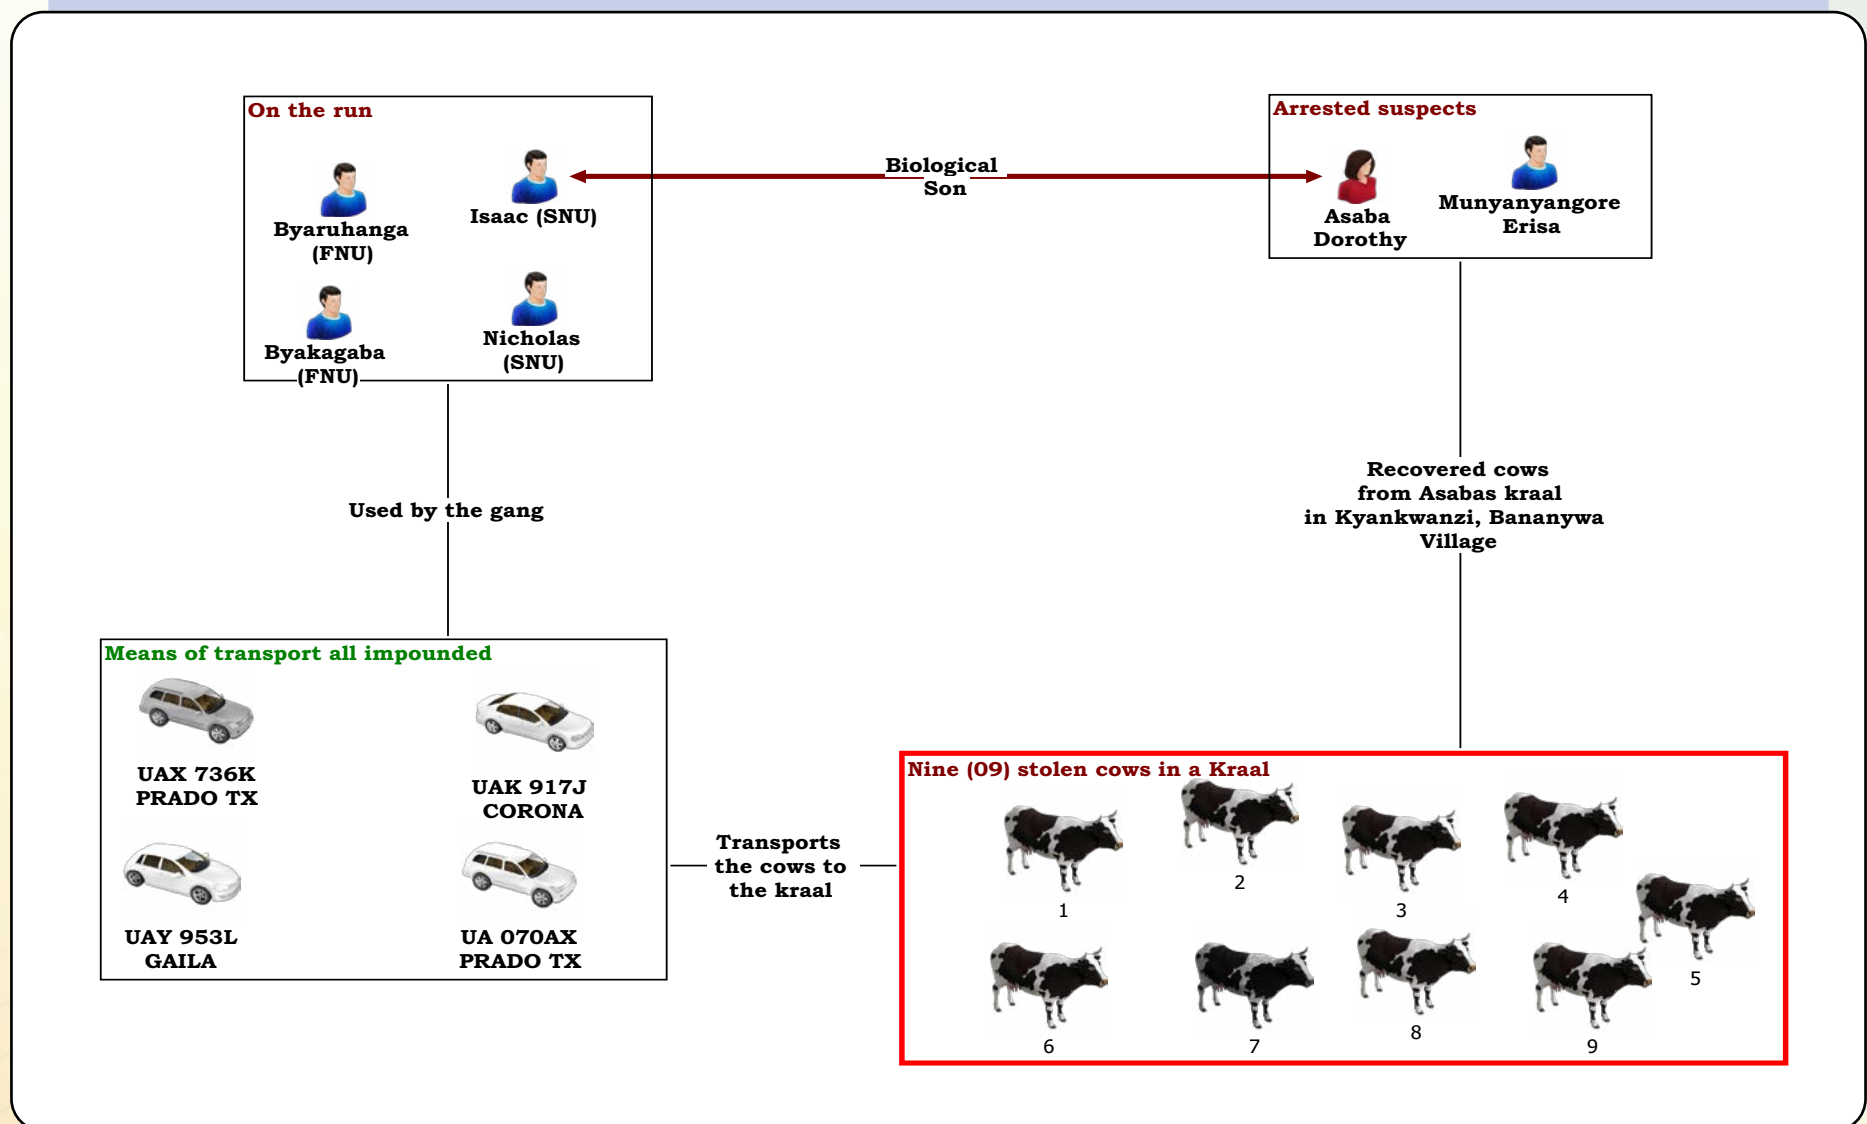 On the run
Byaruhanga
(FNU)
Isaac (SNU)
Byakagaba
(FNU)
Nicholas
(SNU)
Biological
Son
Arrested suspects
Asaba
Dorothy
Munyanyangore
Erisa
Used by the gang
Recovered cows
from Asabas kraal
in Kyankwanzi, Bananywa
Village
Means of transport all impounded
UAX 736K
PRADO TX
UAK 917J
CORONA
UAY 953L
GAILA
UA 070AX
PRADO TX
Transports
the cows to
the kraal
Nine (09) stolen cows in a Kraal
1
2
3
4
5
6
7
8
9